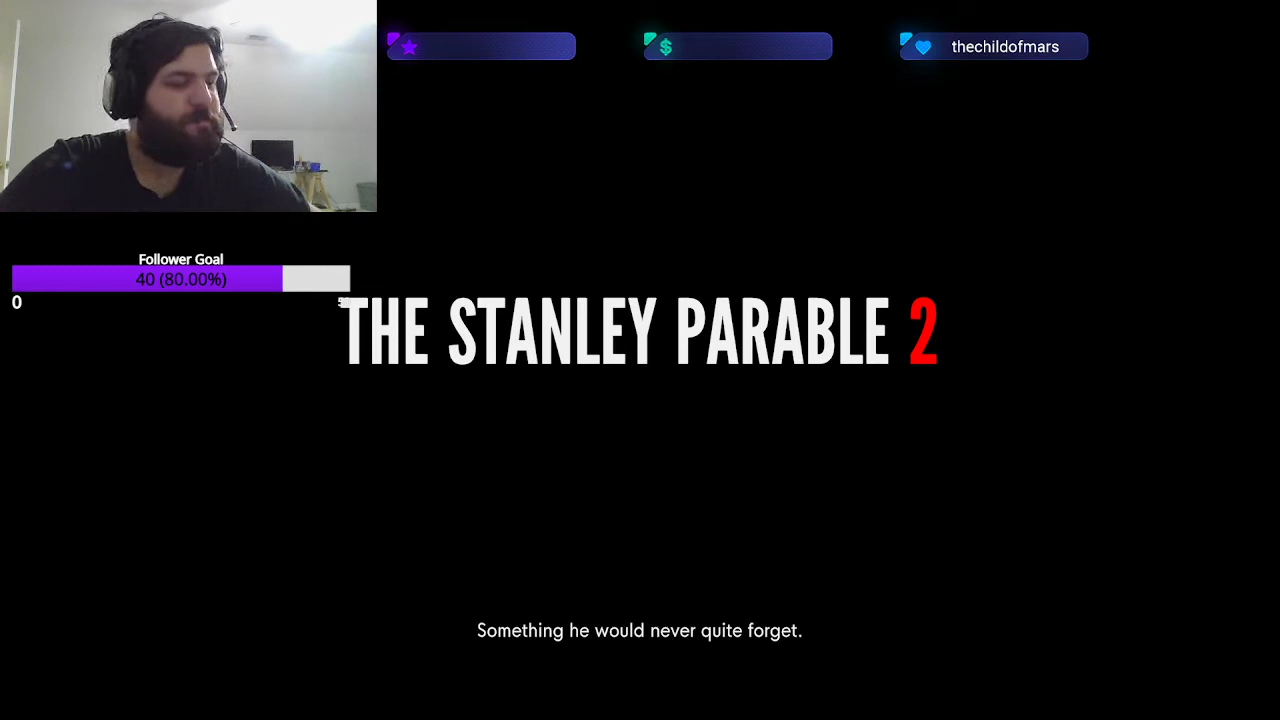 thechildofmars
Follower Goal
40 (80.00%)
0
THE STANLEY PARABLE 2
Something he would never quite forget.